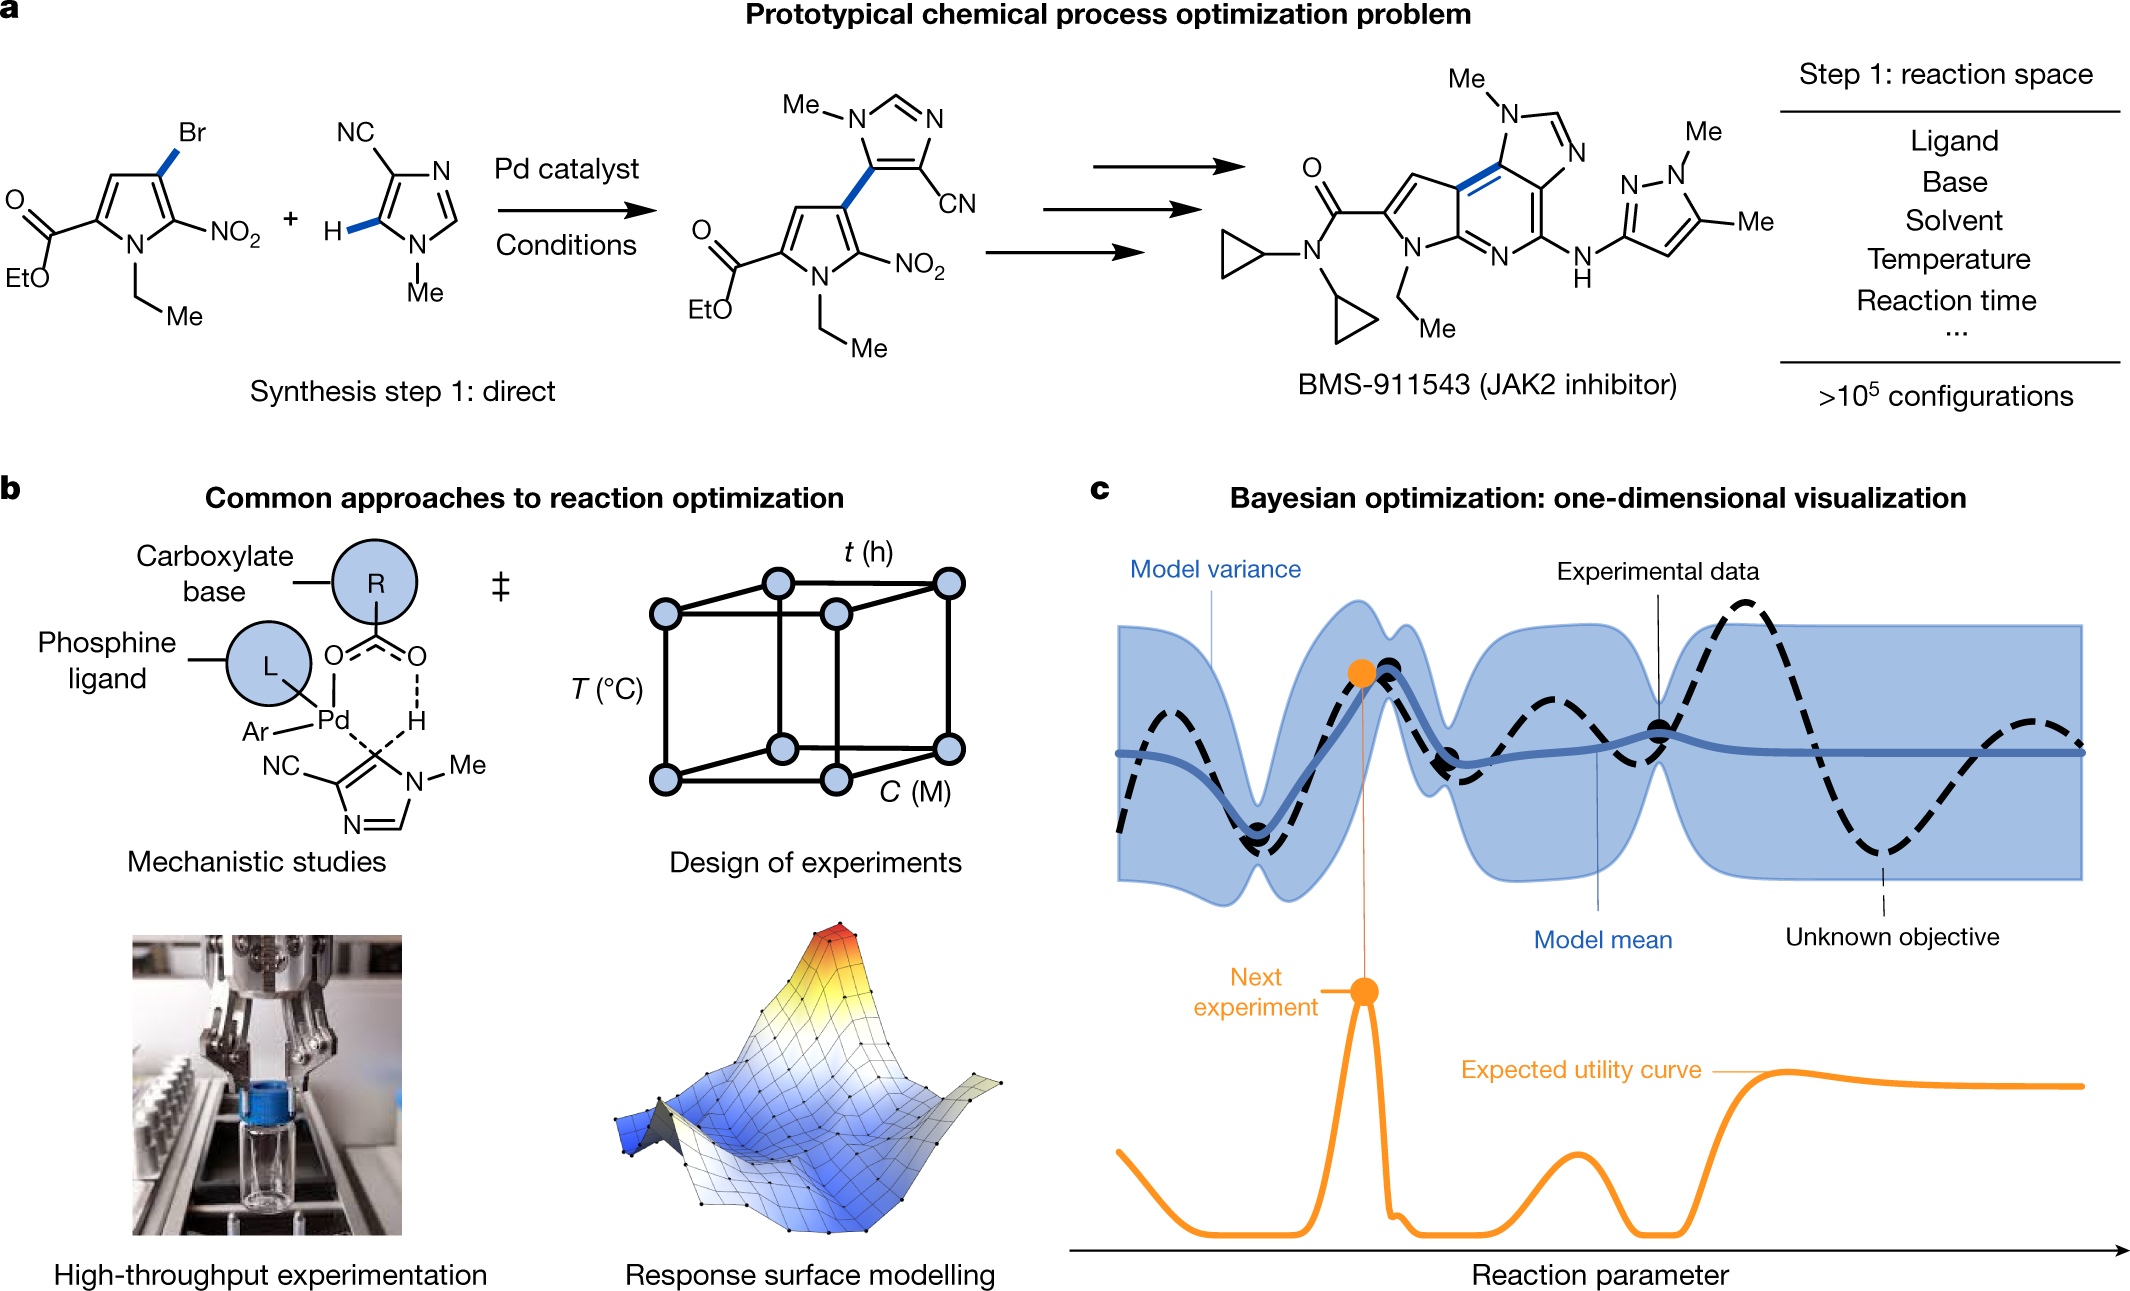 a
Prototypical chemical process optimization problem
Br
O
EtO
N
NO2
Me
+
NC
N
H
N
Me
Pd catalyst
Conditions
Me
N
N
CN
O
EtO
N
NO2
Me
Synthesis step 1: direct
Me
N
N
O
N
N
N
N
H
N
N
Me
Me
Me
BMS-911543 (JAK2 inhibitor)
Step 1: reaction space
Ligand
Base
Solvent
Temperature
Reaction time
...
>10⁵ configurations
b
Common approaches to reaction optimization
Carboxylate
base
R
‡
Phosphine
ligand
L
O
O
Pd
H
Ar
NC
N
Me
N
Mechanistic studies
t (h)
T (°C)
C (M)
Design of experiments
High-throughput experimentation
Response surface modelling
c
Bayesian optimization: one-dimensional visualization
Model variance
Experimental data
Model mean
Unknown objective
Next
experiment
Expected utility curve
Reaction parameter